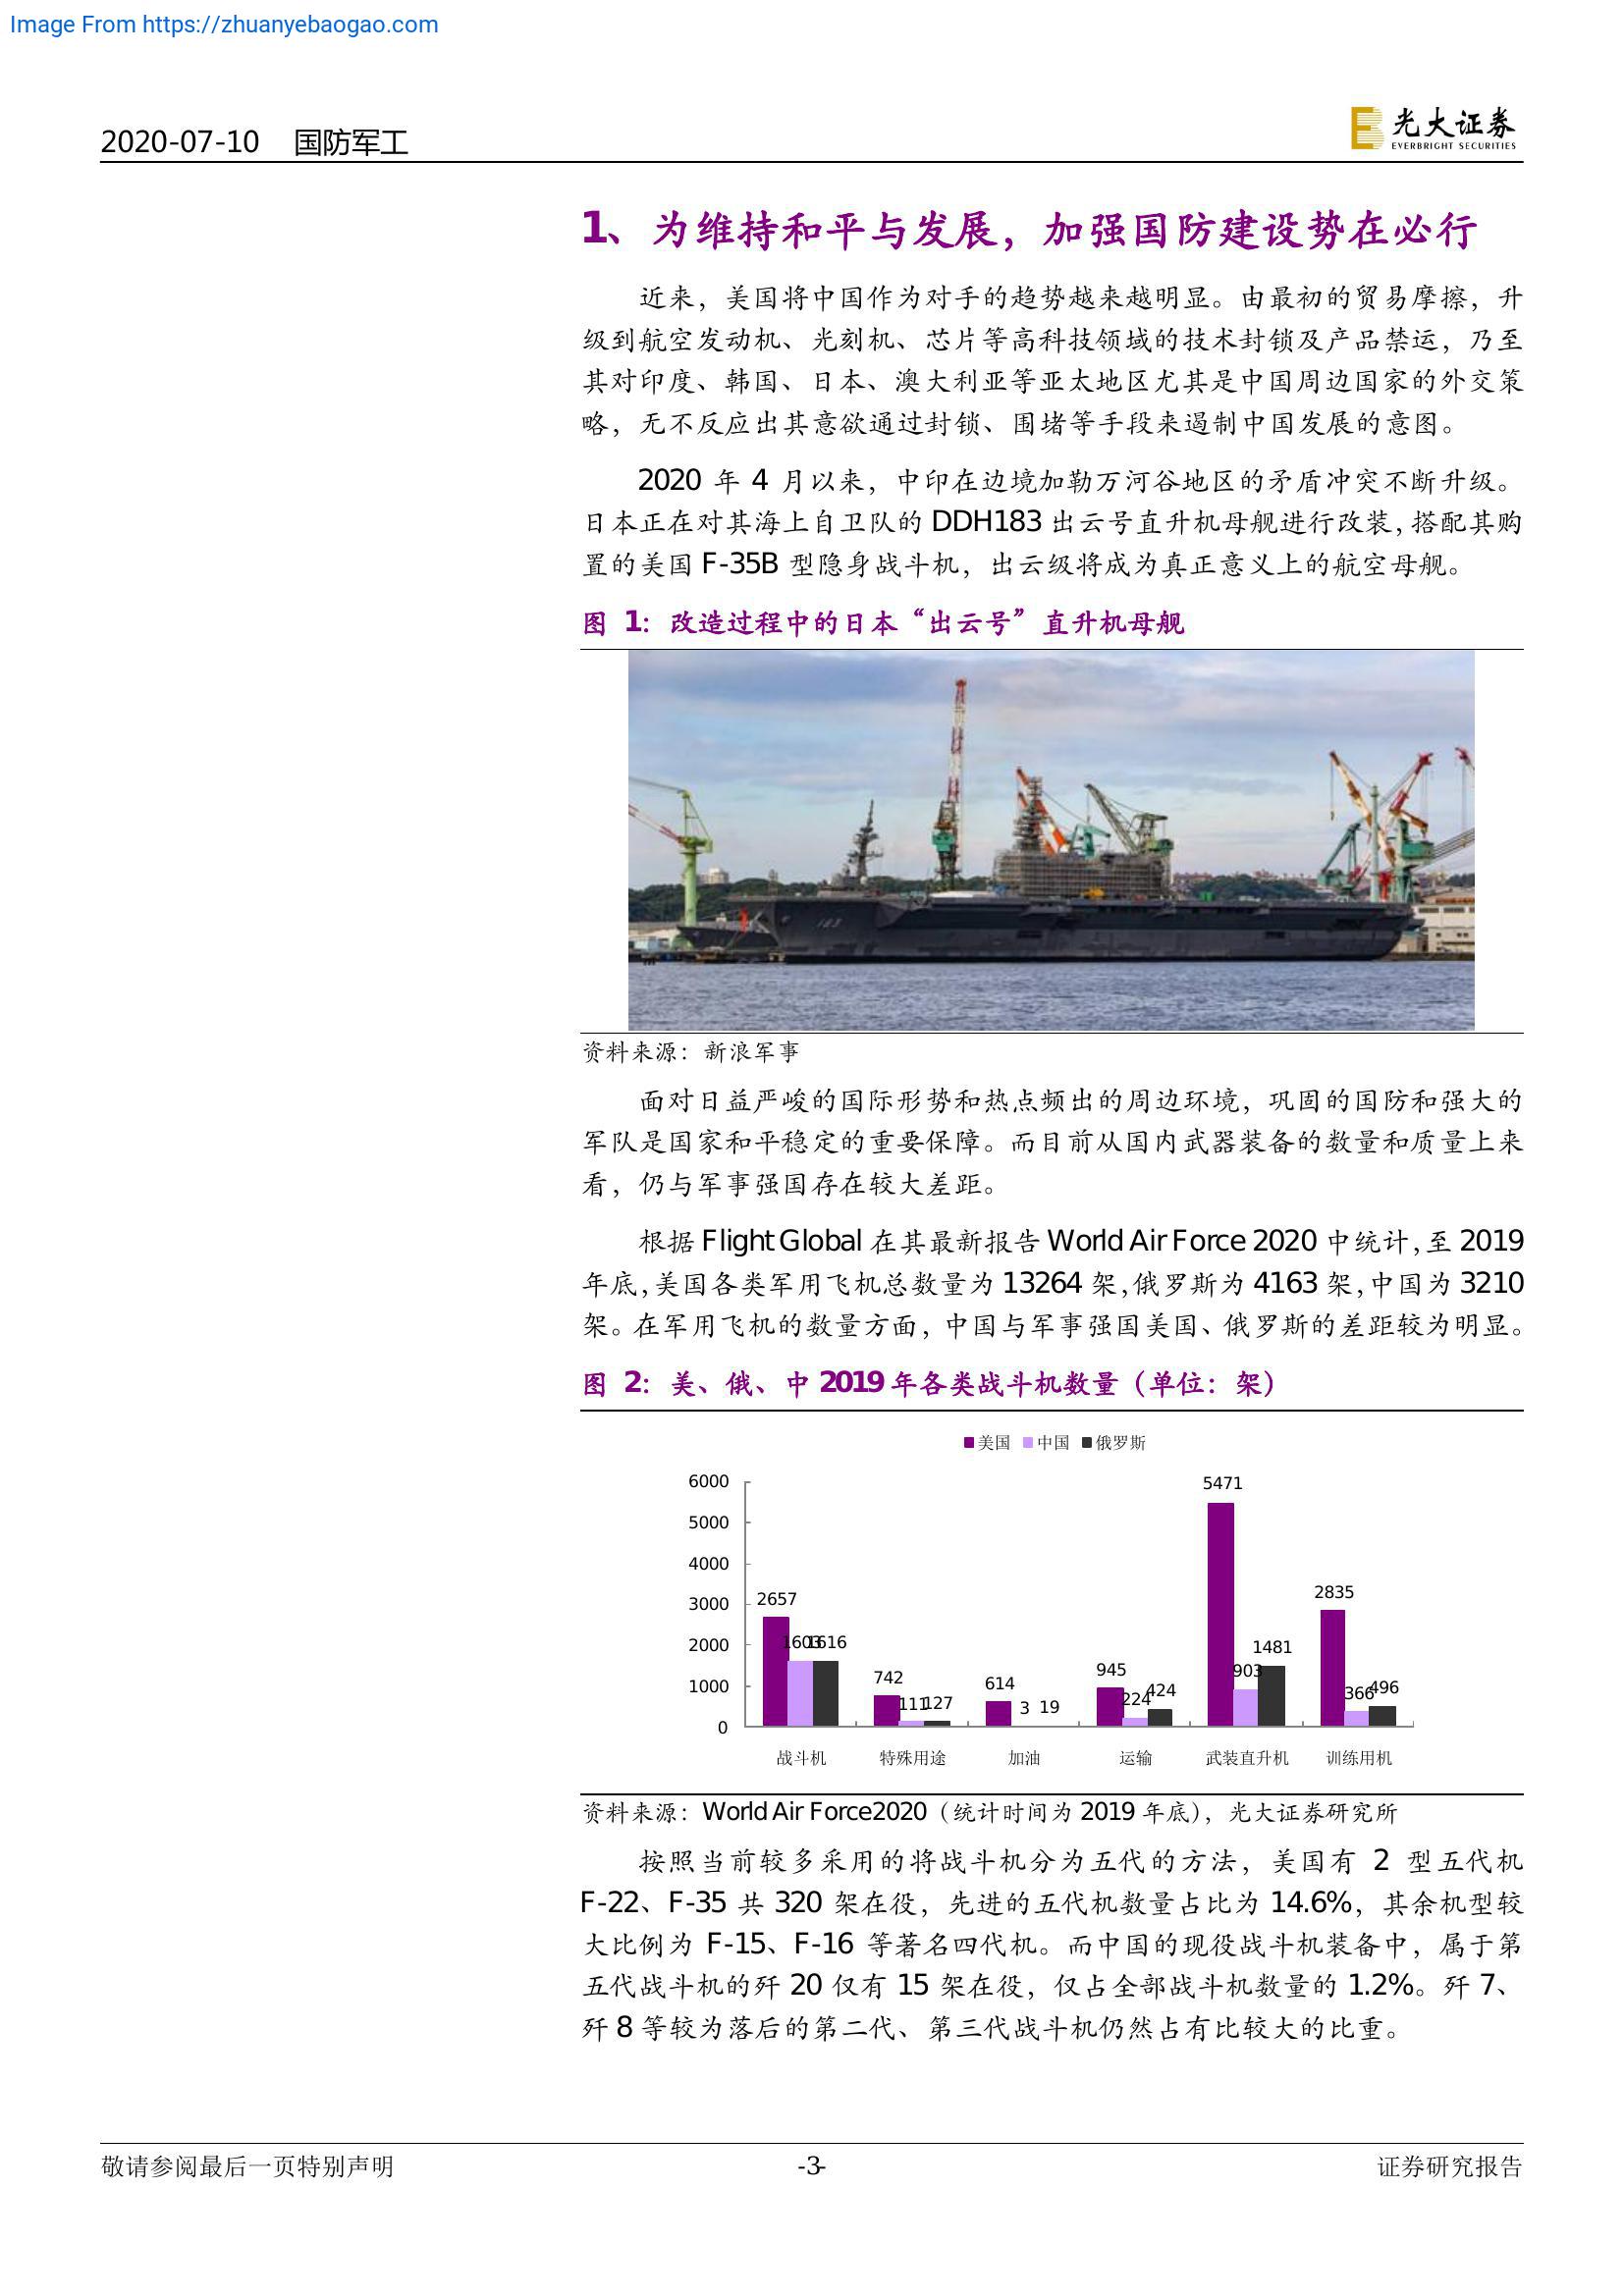 Image From https://zhuanyebaogao.com
2020-07-10 国防军工
光大证券
EVERBRIGHT SECURITIES
1、为维持和平与发展，加强国防建设势在必行
近来，美国将中国作为对手的趋势越来越明显。由最初的贸易摩擦，升
级到航空发动机、光刻机、芯片等高科技领域的技术封锁及产品禁运，乃至
其对印度、韩国、日本、澳大利亚等亚太地区尤其是中国周边国家的外交策
略，无不反应出其意欲通过封锁、围堵等手段来遏制中国发展的意图。
2020 年 4 月以来，中印在边境加勒万河谷地区的矛盾冲突不断升级。
日本正在对其海上自卫队的 DDH183 出云号直升机母舰进行改装，搭配其购
置的美国 F-35B 型隐身战斗机，出云级将成为真正意义上的航空母舰。
图 1：改造过程中的日本“出云号”直升机母舰
183
资料来源：新浪军事
面对日益严峻的国际形势和热点频出的周边环境，巩固的国防和强大的
军队是国家和平稳定的重要保障。而目前从国内武器装备的数量和质量上来
看，仍与军事强国存在较大差距。
根据 Flight Global 在其最新报告 World Air Force 2020 中统计，至 2019
年底，美国各类军用飞机总数量为 13264 架，俄罗斯为 4163 架，中国为 3210
架。在军用飞机的数量方面，中国与军事强国美国、俄罗斯的差距较为明显。
图 2：美、俄、中 2019 年各类战斗机数量（单位：架）
美国 中国 俄罗斯
6000
5000
4000
3000
2000
1000
0
2657 1603 1616
742 111 127
614 3 19
945 224 424
5471 903 1481
2835 366 496
战斗机 特殊用途 加油 运输 武装直升机 训练用机
资料来源：World Air Force2020（统计时间为 2019 年底），光大证券研究所
按照当前较多采用的将战斗机分为五代的方法，美国有 2 型五代机
F-22、F-35 共 320 架在役，先进的五代机数量占比为 14.6%，其余机型较
大比例为 F-15、F-16 等著名四代机。而中国的现役战斗机装备中，属于第
五代战斗机的歼 20 仅有 15 架在役，仅占全部战斗机数量的 1.2%。歼 7、
歼 8 等较为落后的第二代、第三代战斗机仍然占有比较大的比重。
敬请参阅最后一页特别声明 -3- 证券研究报告